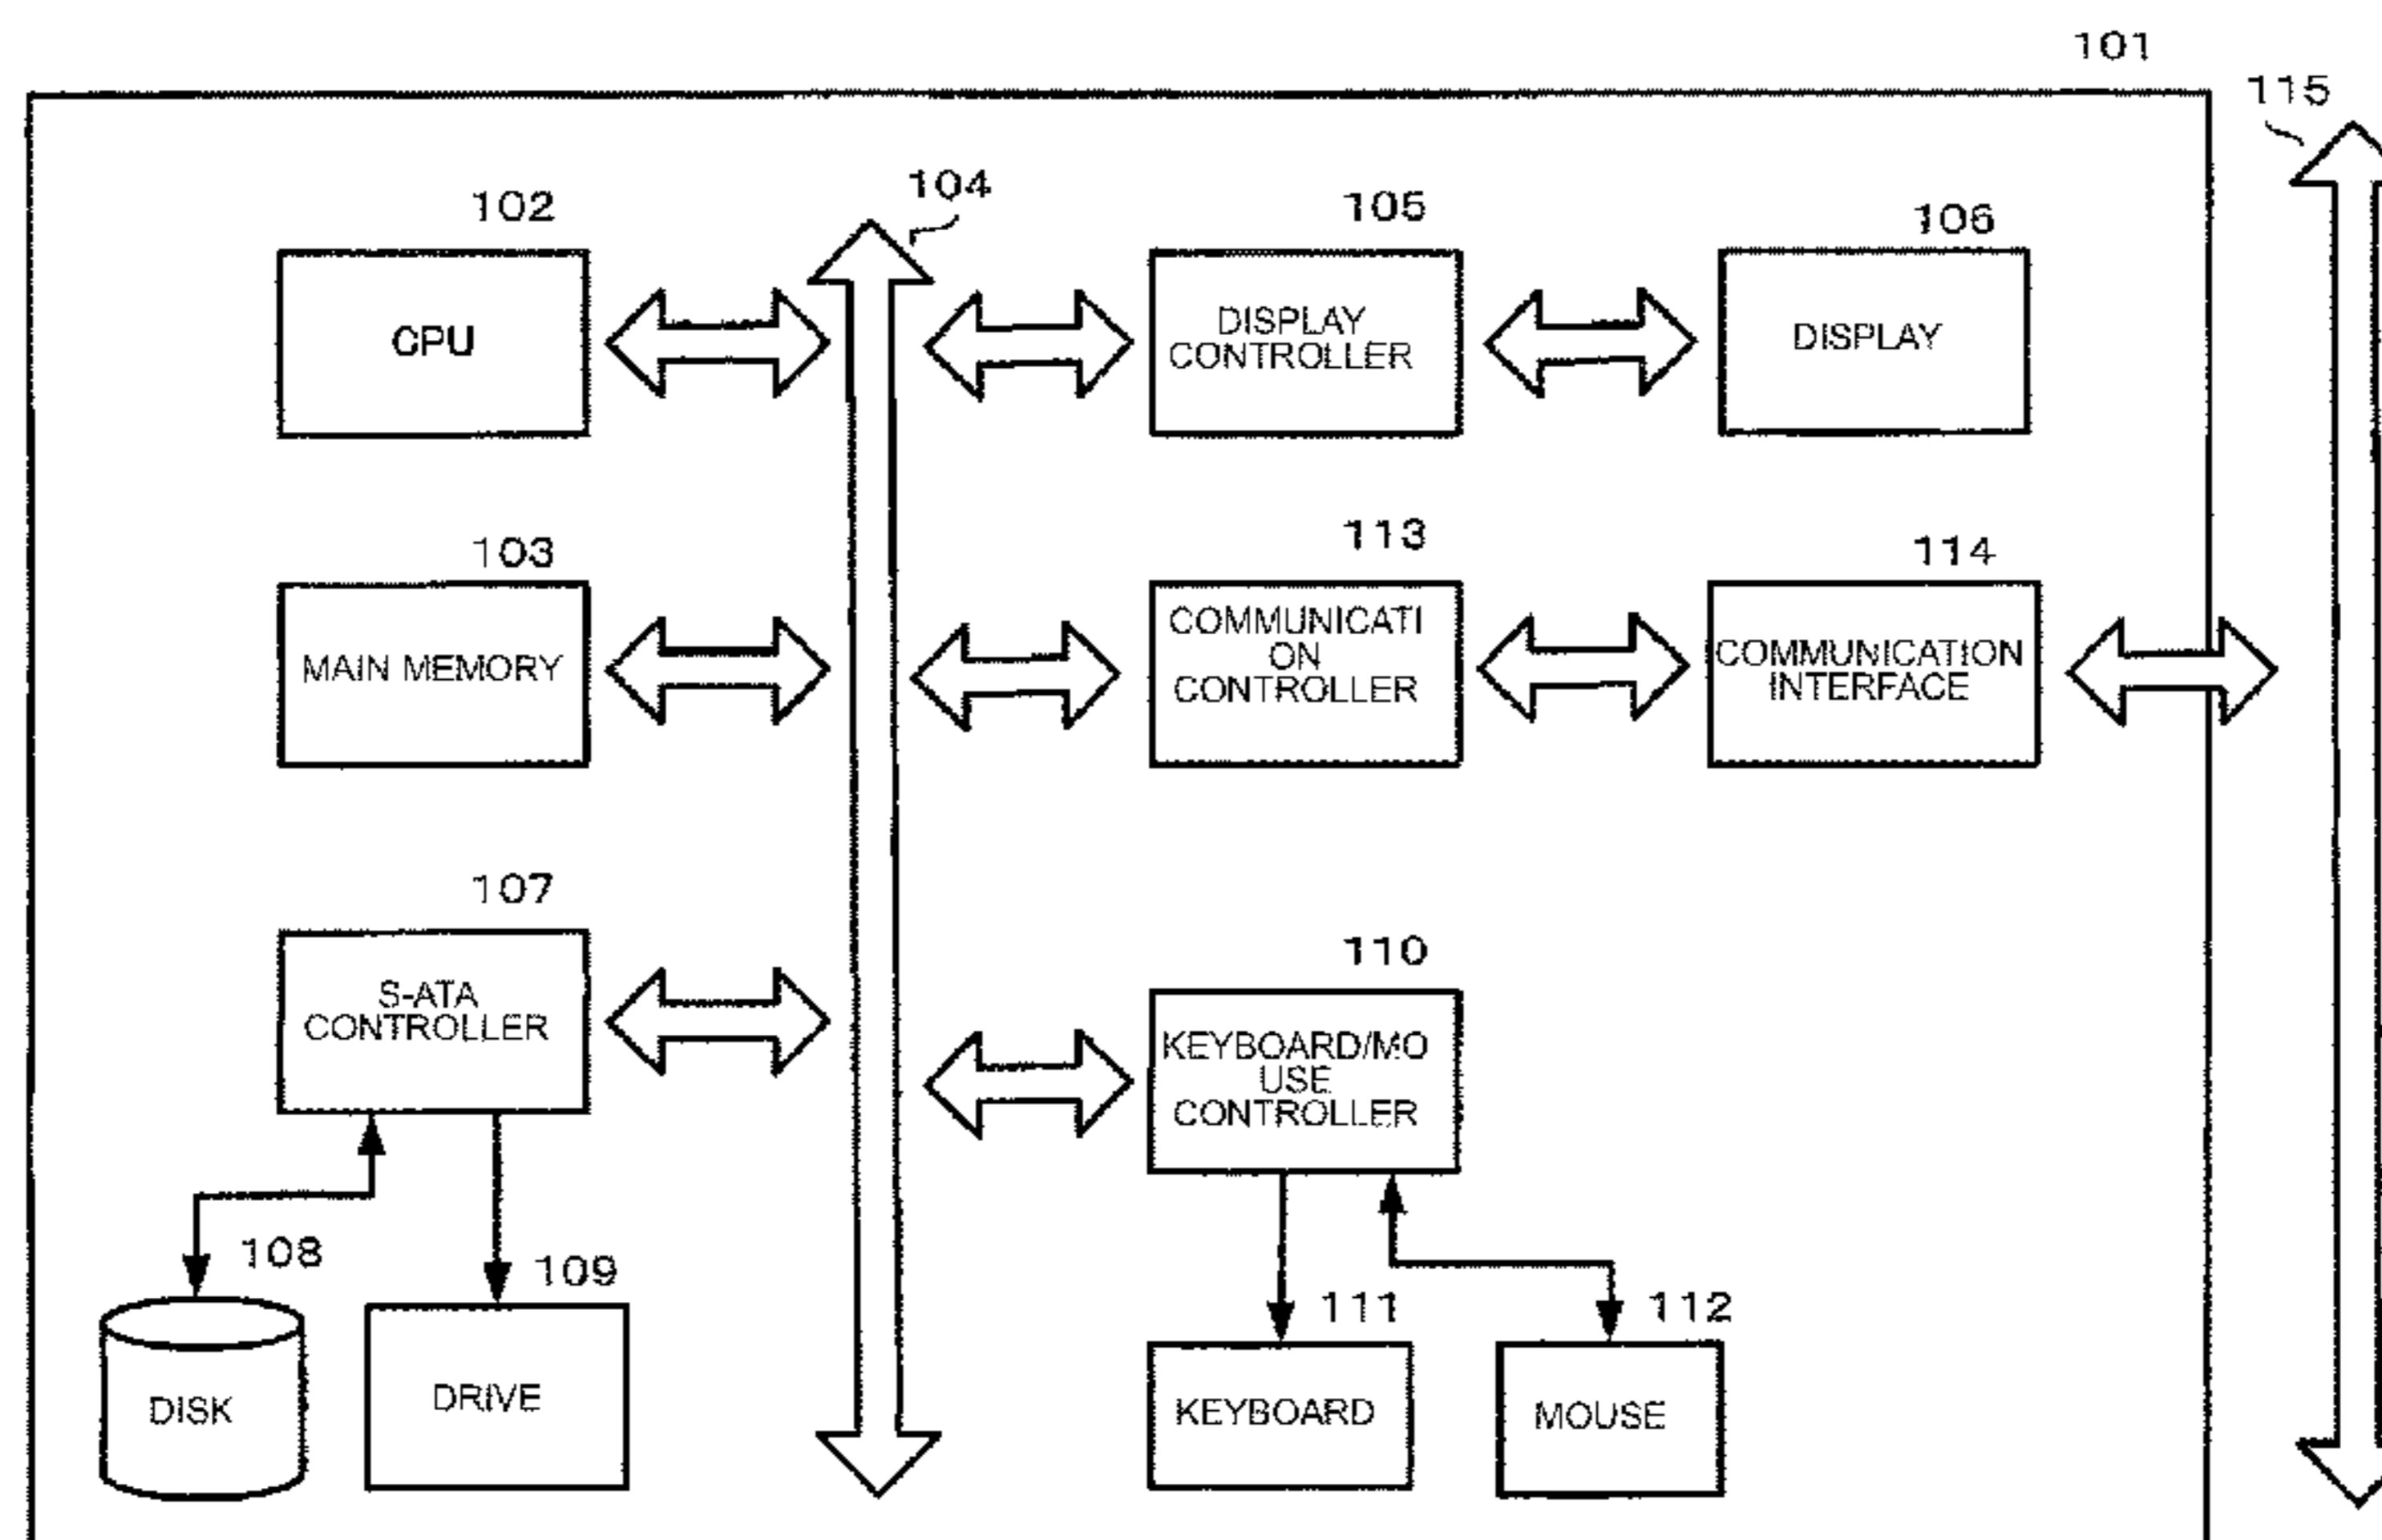 101
115
104
102
105
106
CPU
DISPLAY
CONTROLLER
DISPLAY
103
113
114
MAIN MEMORY
COMMUNICATI
ON
CONTROLLER
COMMUNICATION
INTERFACE
107
110
S-ATA
CONTROLLER
KEYBOARD/MO
USE
CONTROLLER
108
109
111
112
DISK
DRIVE
KEYBOARD
MOUSE